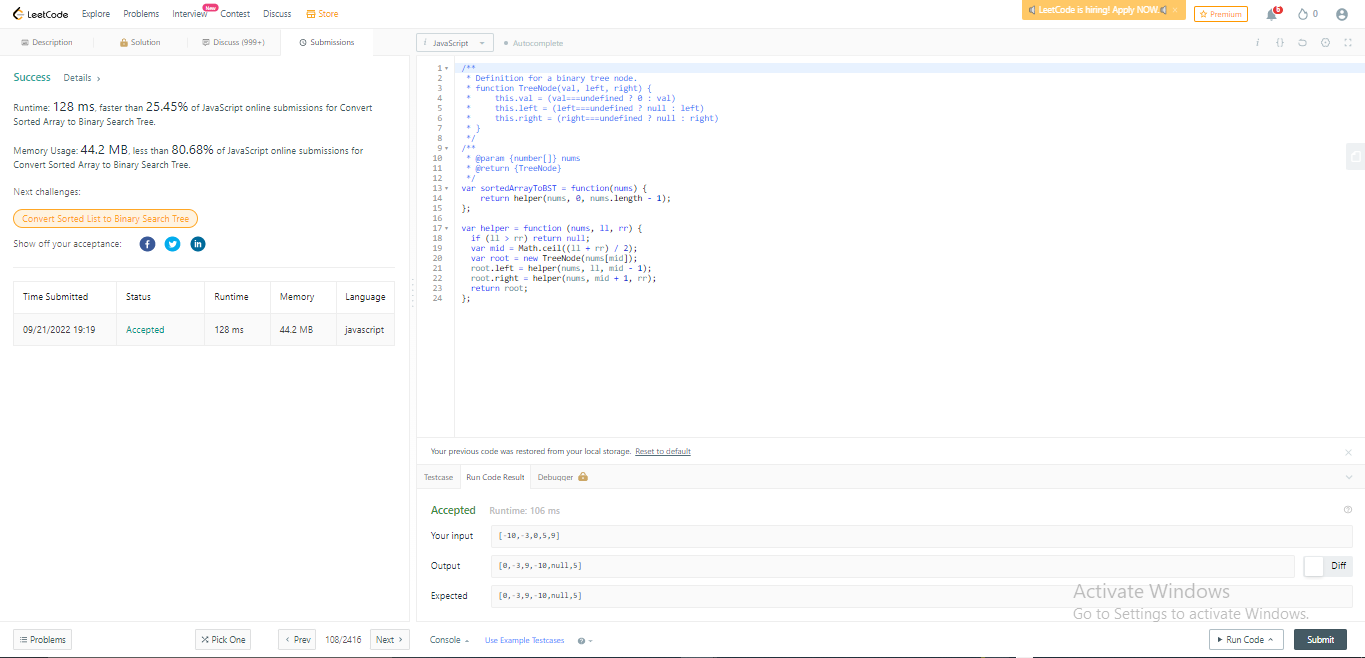 LeetCode Explore Problems Interview New Contest Discuss Store
LeetCode is hiring! Apply NOW. Premium 6 0
Description Solution Discuss (999+) Submissions
i JavaScript Autocomplete
Success Details ›
Runtime: 128 ms, faster than 25.45% of JavaScript online submissions for Convert
Sorted Array to Binary Search Tree.
Memory Usage: 44.2 MB, less than 80.68% of JavaScript online submissions for
Convert Sorted Array to Binary Search Tree.
Next challenges:
Convert Sorted List to Binary Search Tree
Show off your acceptance:
Time Submitted Status Runtime Memory Language
09/21/2022 19:19 Accepted 128 ms 44.2 MB javascript
1 /**
2 * Definition for a binary tree node.
3 * function TreeNode(val, left, right) {
4 * this.val = (val===undefined ? 0 : val)
5 * this.left = (left===undefined ? null : left)
6 * this.right = (right===undefined ? null : right)
7 * }
8 */
9 /**
10 * @param {number[]} nums
11 * @return {TreeNode}
12 */
13 var sortedArrayToBST = function(nums) {
14 return helper(nums, 0, nums.length - 1);
15 };
16
17 var helper = function (nums, ll, rr) {
18 if (ll > rr) return null;
19 var mid = Math.ceil((ll + rr) / 2);
20 var root = new TreeNode(nums[mid]);
21 root.left = helper(nums, ll, mid - 1);
22 root.right = helper(nums, mid + 1, rr);
23 return root;
24 };
Your previous code was restored from your local storage. Reset to default
Testcase Run Code Result Debugger
Accepted Runtime: 106 ms
Your input [-10,-3,0,5,9]
Output [0,-3,9,-10,null,5] Diff
Expected [0,-3,9,-10,null,5]
Activate Windows
Go to Settings to activate Windows.
Problems Pick One ‹ Prev 108/2416 Next › Console Use Example Testcases Run Code Submit